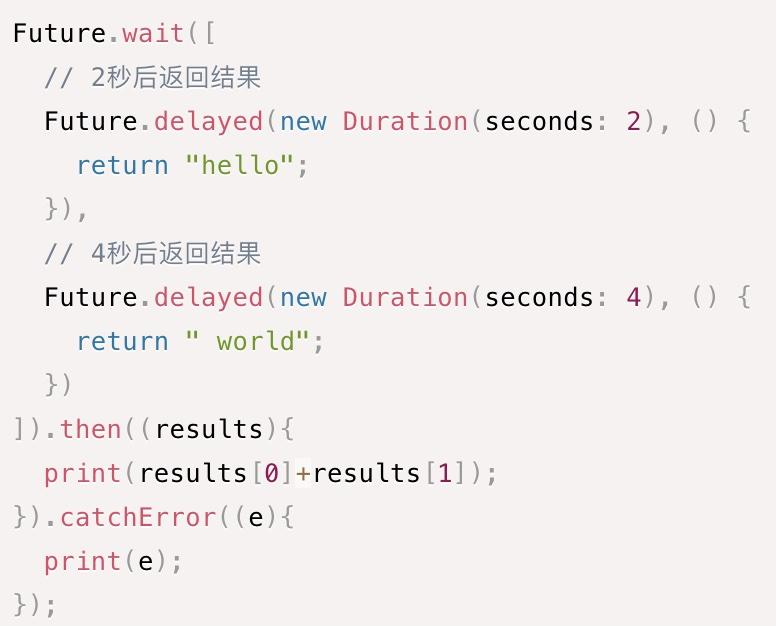 Future.wait([
  // 2秒后返回结果
  Future.delayed(new Duration(seconds: 2), () {
    return "hello";
  }),
  // 4秒后返回结果
  Future.delayed(new Duration(seconds: 4), () {
    return " world";
  })
]).then((results){
  print(results[0]+results[1]);
}).catchError((e){
  print(e);
});